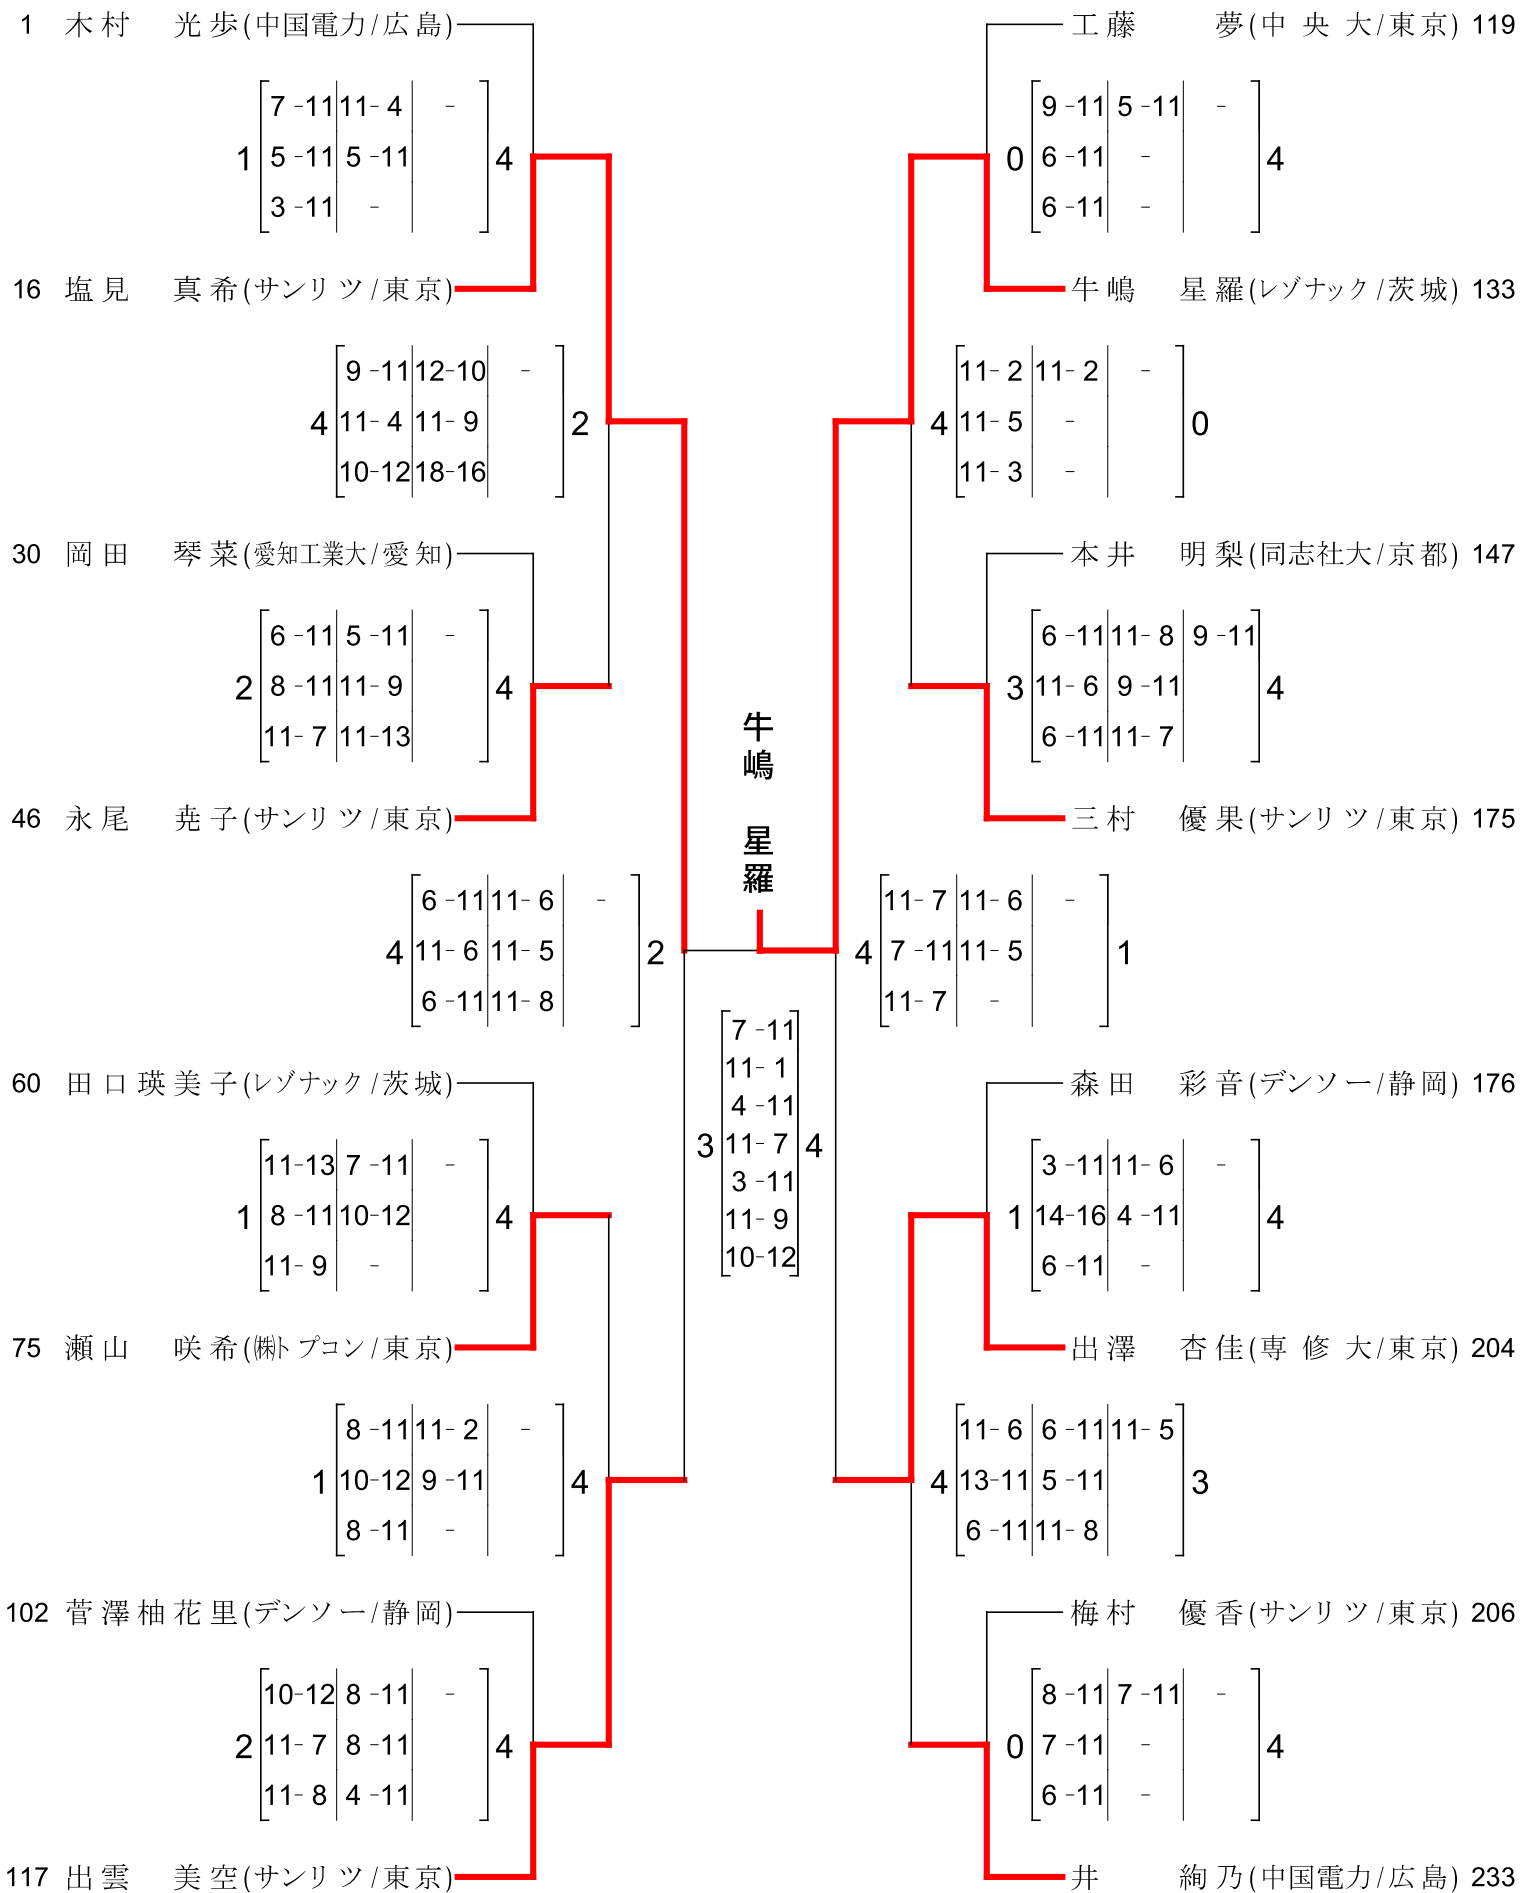 1 木村 光歩(中国電力/広島)
7 -11 11- 4 -
1 5 -11 5 -11 4
3 -11 -
16 塩見 真希(サンリツ/東京)
9 -11 12-10 -
4 11- 4 11- 9 2
10-12 18-16
30 岡田 琴菜(愛知工業大/愛知)
6 -11 5 -11 -
2 8 -11 11- 9 4
11- 7 11-13
46 永尾 尭子(サンリツ/東京)
6 -11 11- 6 -
4 11- 6 11- 5 2
6 -11 11- 8
60 田口瑛美子(レゾナック/茨城)
11-13 7 -11 -
1 8 -11 10-12 4
11- 9 -
75 瀬山 咲希(㈱トプコン/東京)
8 -11 11- 2 -
1 10-12 9 -11 4
8 -11 -
102 菅澤柚花里(デンソー/静岡)
10-12 8 -11 -
2 11- 7 8 -11 4
11- 8 4 -11
117 出雲 美空(サンリツ/東京)
牛嶋 星羅
7 -11
11- 1
4 -11
3 11- 7 4
3 -11
11- 9
10-12
工藤 夢(中央大/東京) 119
9 -11 5 -11 -
0 6 -11 - 4
6 -11 -
牛嶋 星羅(レゾナック/茨城) 133
11- 2 11- 2 -
4 11- 5 - 0
11- 3 -
本井 明梨(同志社大/京都) 147
6 -11 11- 8 9 -11
3 11- 6 9 -11 4
6 -11 11- 7
三村 優果(サンリツ/東京) 175
11- 7 11- 6 -
4 7 -11 11- 5 1
11- 7 -
森田 彩音(デンソー/静岡) 176
3 -11 11- 6 -
1 14-16 4 -11 4
6 -11 -
出澤 杏佳(専修大/東京) 204
11- 6 6 -11 11- 5
4 13-11 5 -11 3
6 -11 11- 8
梅村 優香(サンリツ/東京) 206
8 -11 7 -11 -
0 7 -11 - 4
6 -11 -
井 絢乃(中国電力/広島) 233